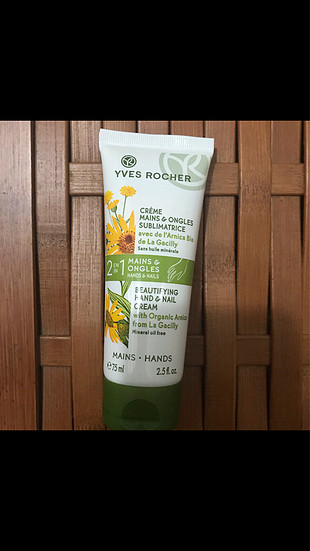 YVES ROCHER
CRÈME
MAINS & ONGLES
SUBLIMATRICE
avec de l'Arnica Bio
de La Gacilly
Sans huile minérale
2 EN IN 1
MAINS &
ONGLES
HANDS & NAILS
BEAUTIFYING
HAND & NAIL
CREAM
with Organic Arnica
from La Gacilly
Mineral oil free
MAINS • HANDS
e 75 ml 2.5 fl. oz.